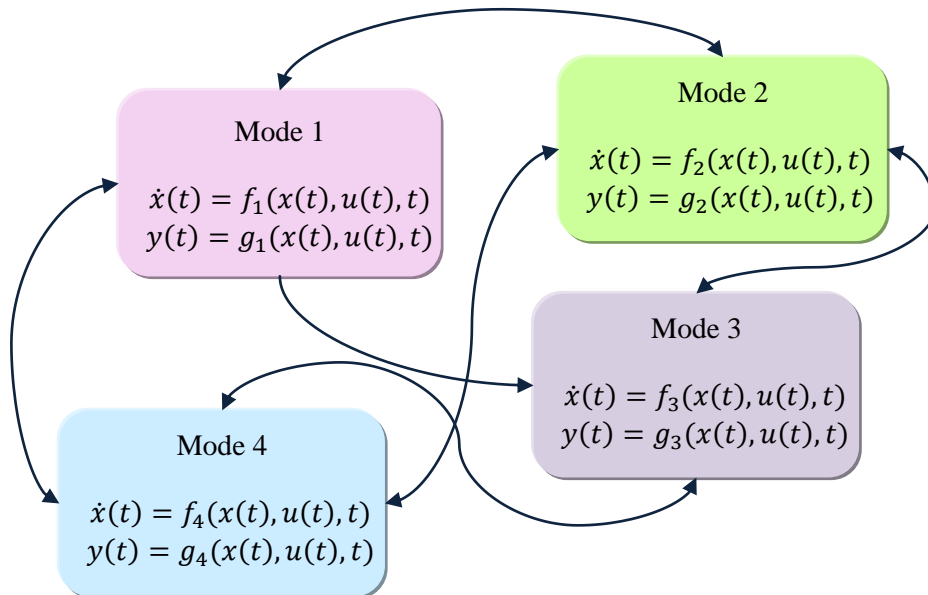 Mode 1
ẋ(t) = f₁(x(t), u(t), t)
y(t) = g₁(x(t), u(t), t)
Mode 2
ẋ(t) = f₂(x(t), u(t), t)
y(t) = g₂(x(t), u(t), t)
Mode 3
ẋ(t) = f₃(x(t), u(t), t)
y(t) = g₃(x(t), u(t), t)
Mode 4
ẋ(t) = f₄(x(t), u(t), t)
y(t) = g₄(x(t), u(t), t)